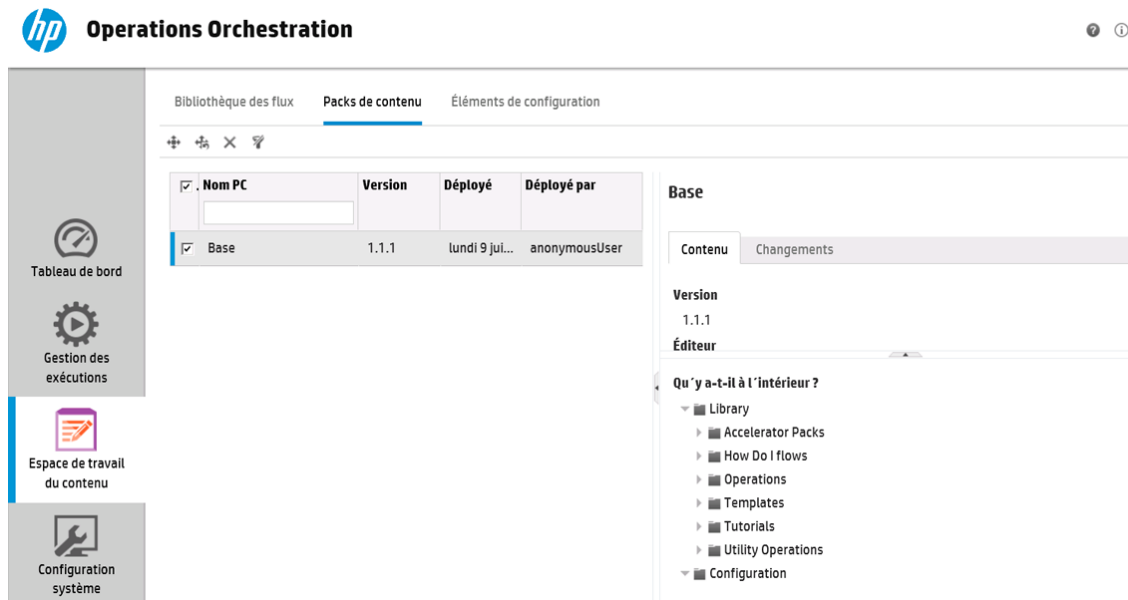 hp
Operations Orchestration
Bibliothèque des flux Packs de contenu Éléments de configuration
. Nom PC Version Déployé Déployé par
Base 1.1.1 lundi 9 jui... anonymousUser
Tableau de bord
Gestion des
exécutions
Espace de travail
du contenu
Configuration
système
Base
Contenu Changements
Version
1.1.1
Éditeur
Qu´y a-t-il à l´intérieur ?
Library
Accelerator Packs
How Do I flows
Operations
Templates
Tutorials
Utility Operations
Configuration